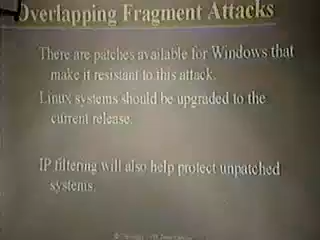 Overlapping Fragment Attacks
There are patches available for Windows that
make it resistant to this attack.
Linux systems should be upgraded to the
current release.
IP filtering will also help protect unpatched
systems.